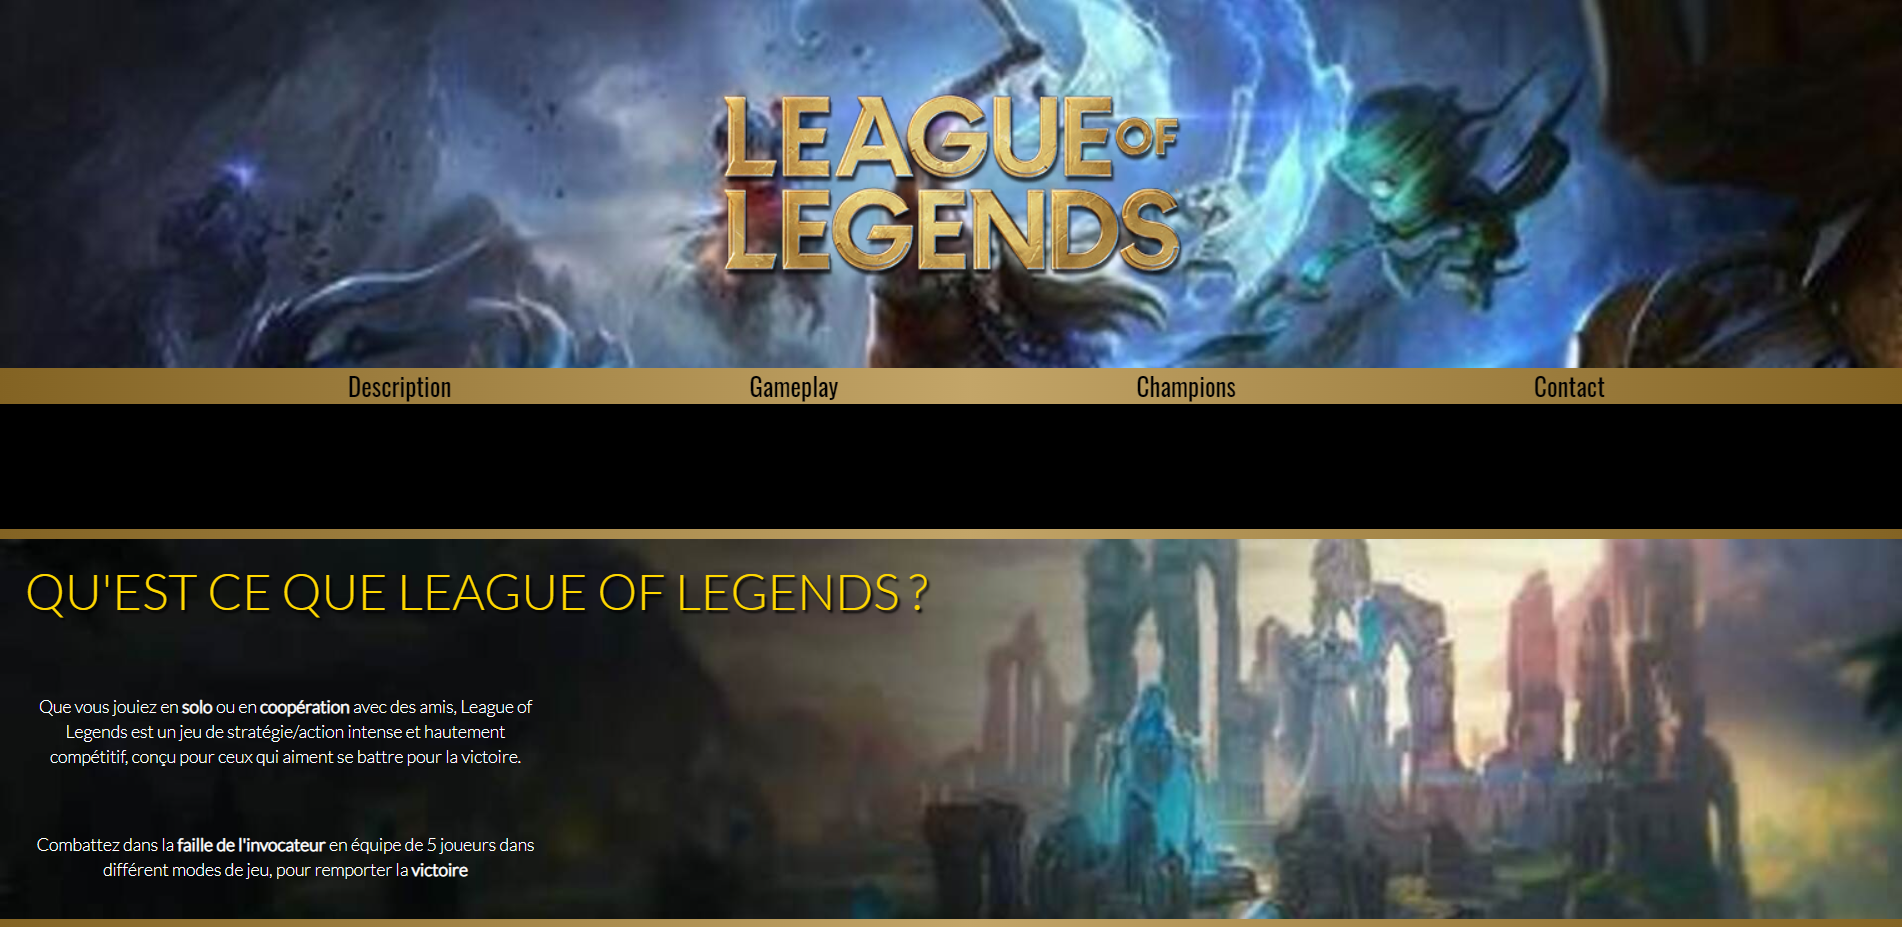 LEAGUE OF
LEGENDS
Description Gameplay Champions Contact
QU'EST CE QUE LEAGUE OF LEGENDS ?
Que vous jouiez en solo ou en coopération avec des amis, League of
Legends est un jeu de stratégie/action intense et hautement
compétitif, conçu pour ceux qui aiment se battre pour la victoire.
Combattez dans la faille de l'invocateur en équipe de 5 joueurs dans
différent modes de jeu, pour remporter la victoire